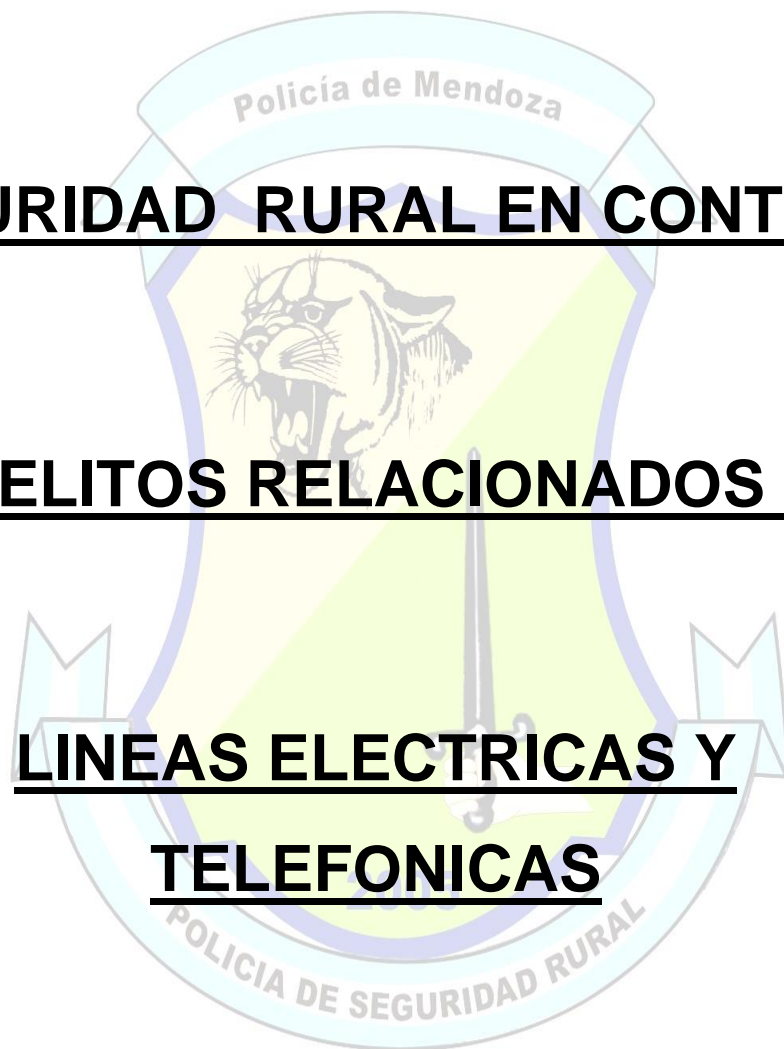 Policía de Mendoza
URIDAD RURAL EN CONT
ELITOS RELACIONADOS
LINEAS ELECTRICAS Y
TELEFONICAS
POLICIA DE SEGURIDAD RURAL